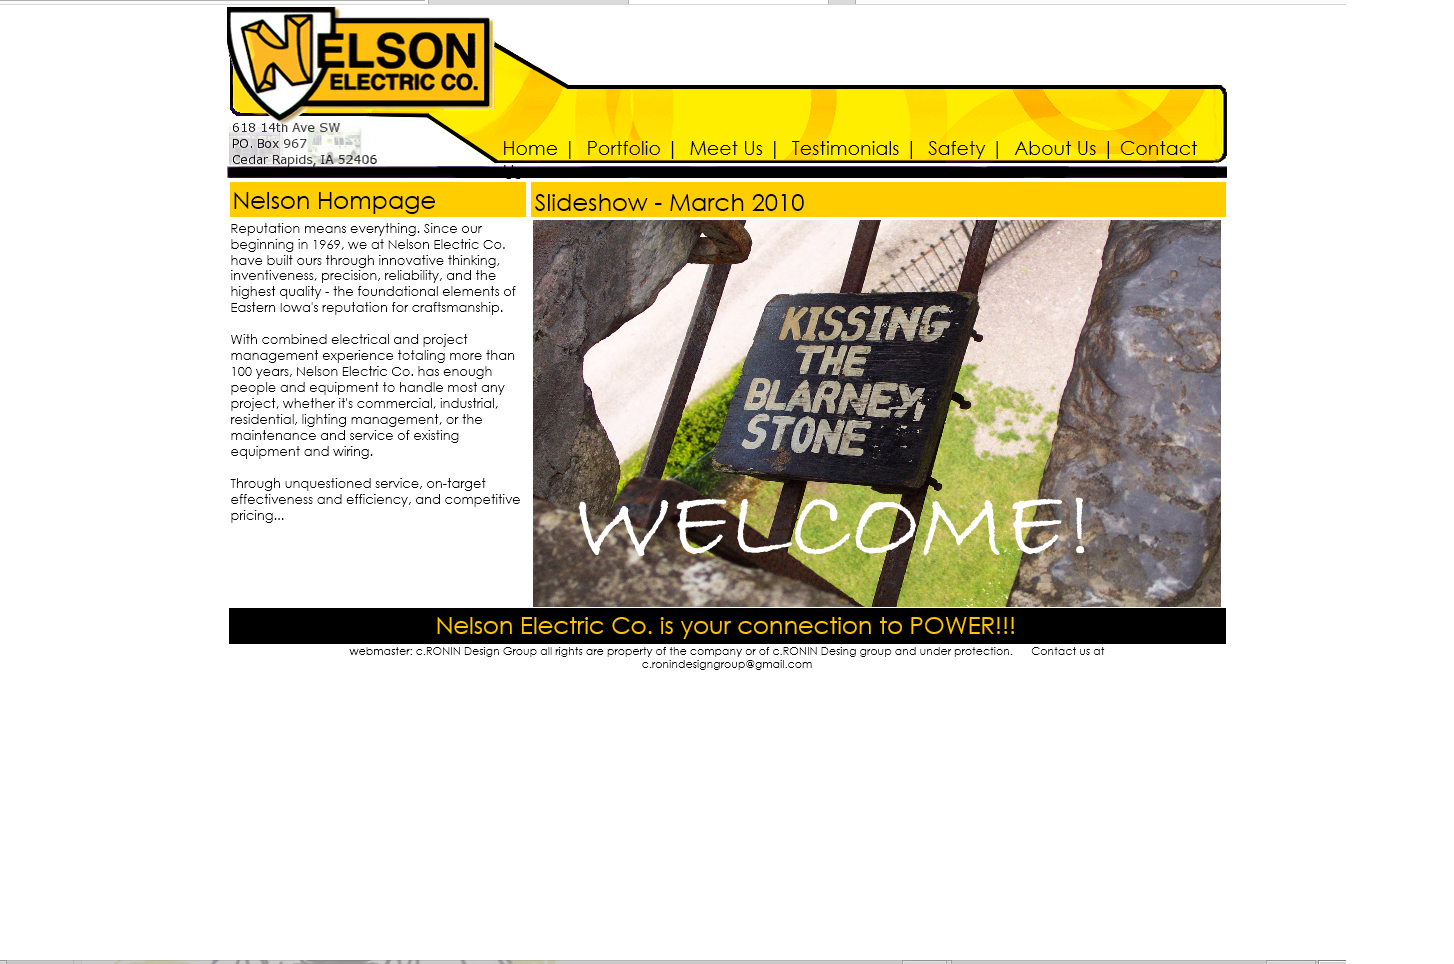 NELSON
ELECTRIC CO.
618 14th Ave SW
PO. Box 967
Cedar Rapids, IA 52406
Home | Portfolio | Meet Us | Testimonials | Safety | About Us | Contact
Nelson Hompage
Reputation means everything. Since our
beginning in 1969, we at Nelson Electric Co.
have built ours through innovative thinking,
inventiveness, precision, reliability, and the
highest quality - the foundational elements of
Eastern Iowa's reputation for craftsmanship.
With combined electrical and project
management experience totaling more than
100 years, Nelson Electric Co. has enough
people and equipment to handle most any
project, whether it's commercial, industrial,
residential, lighting management, or the
maintenance and service of existing
equipment and wiring.
Through unquestioned service, on-target
effectiveness and efficiency, and competitive
pricing...
Slideshow - March 2010
KISSING
THE
BLARNEY
STONE
WELCOME!
Nelson Electric Co. is your connection to POWER!!!
webmaster: c.RONIN Design Group all rights are property of the company or of c.RONIN Desing group and under protection. Contact us at
c.ronindesigngroup@gmail.com